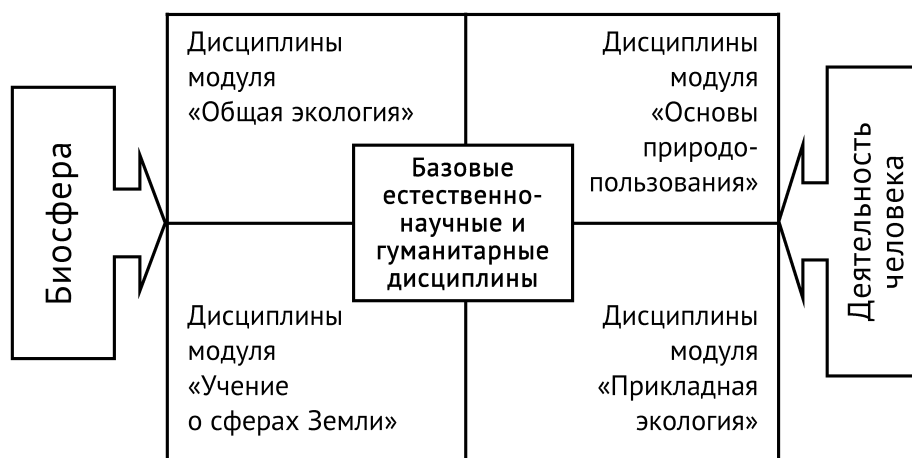 Биосфера
Дисциплины
модуля
«Общая экология»
Дисциплины
модуля
«Основы
природо-
пользования»
Базовые
естественно-
научные и
гуманитарные
дисциплины
Дисциплины
модуля
«Учение
о сферах Земли»
Дисциплины
модуля
«Прикладная
экология»
Деятельность
человека